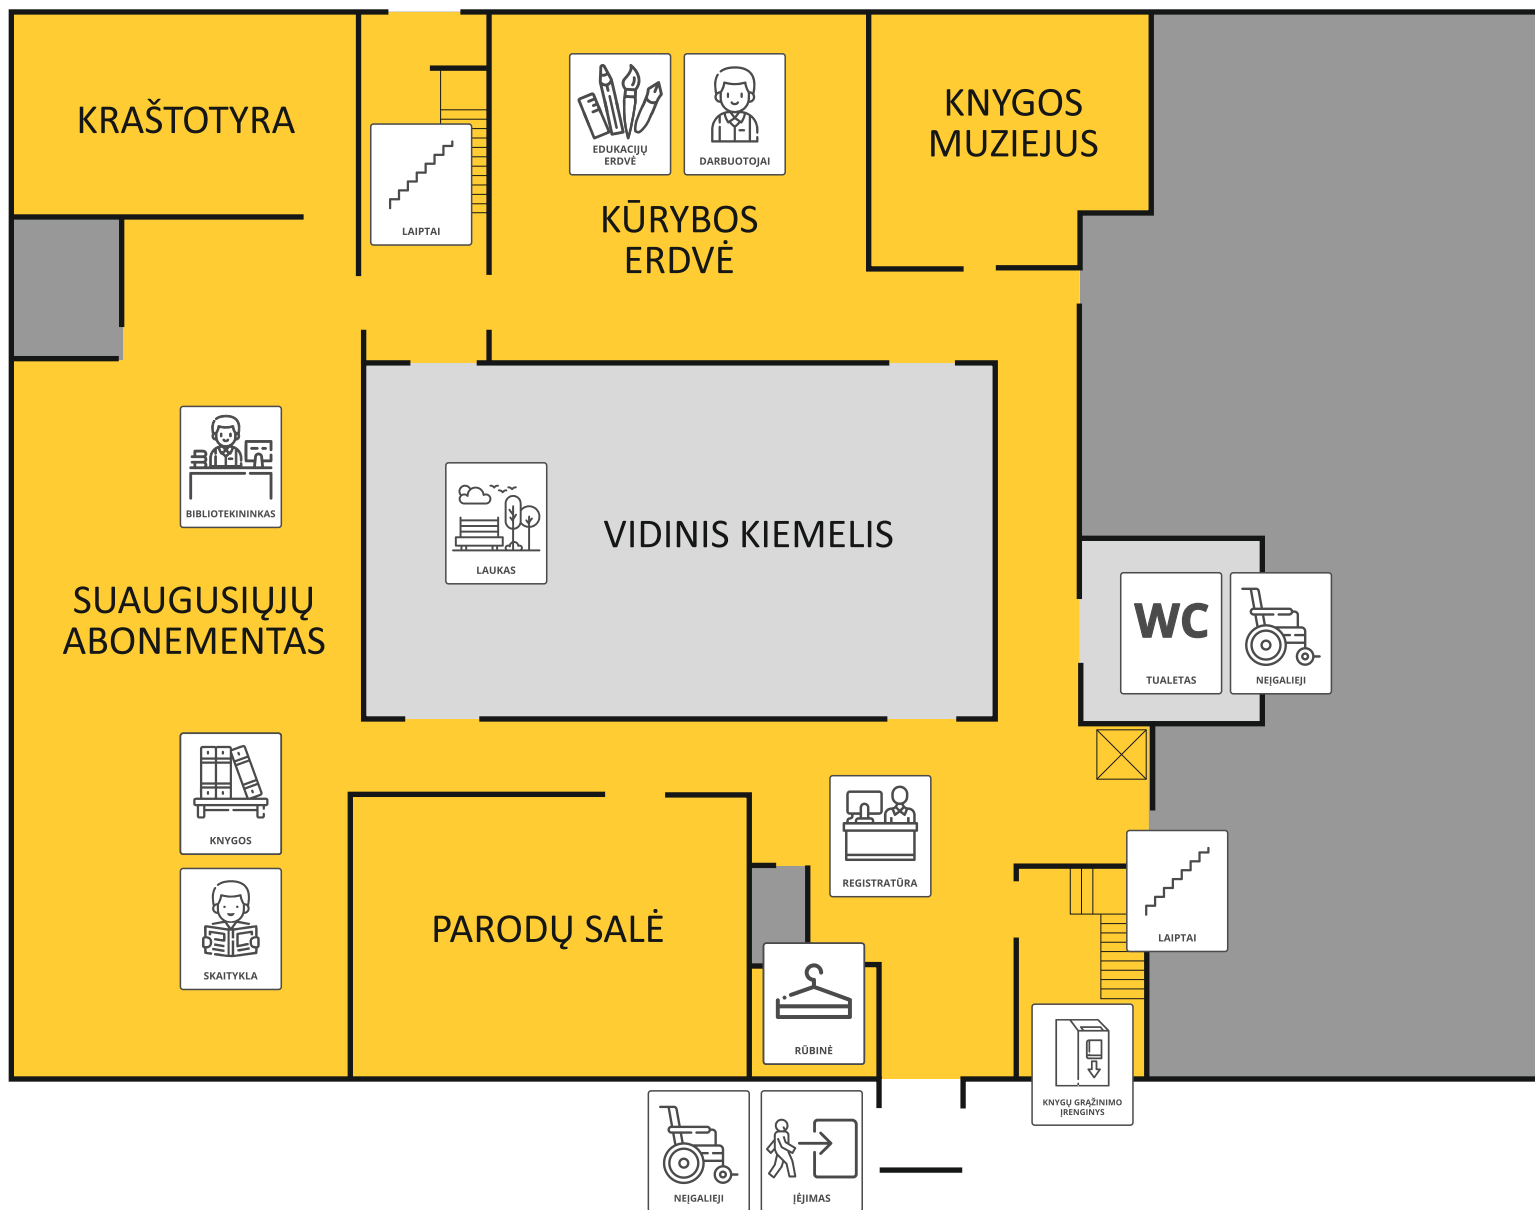 KRAŠTOTYRA
LAIPTAI
EDUKACIJŲ
ERDVĖ
DARBUOTOJAI
KŪRYBOS
ERDVĖ
KNYGOS
MUZIEJUS
BIBLIOTEKININKAS
LAUKAS
VIDINIS KIEMELIS
SUAUGUSIŲJŲ
ABONEMENTAS
WC
TUALETAS
NEĮGALIEJI
KNYGOS
REGISTRATŪRA
SKAITYKLA
PARODŲ SALĖ
LAIPTAI
RŪBINĖ
KNYGŲ GRĄŽINIMO
ĮRENGINYS
NEĮGALIEJI
ĮĖJIMAS